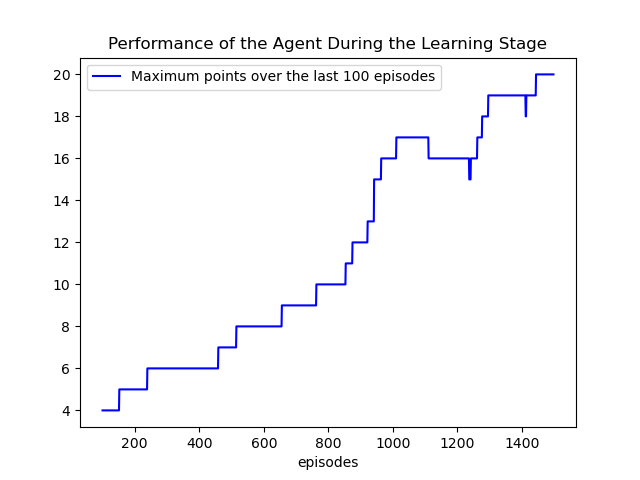 Performance of the Agent During the Learning Stage
Maximum points over the last 100 episodes
20
18
16
14
12
10
8
6
4
200 400 600 800 1000 1200 1400
episodes